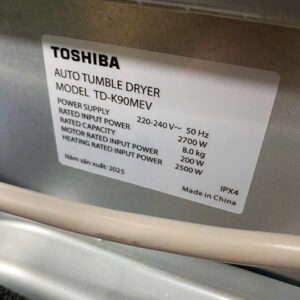 TOSHIBA
AUTO TUMBLE DRYER
MODEL TD-K90MEV
POWER SUPPLY 220-240 V~ 50 Hz
RATED INPUT POWER 2700 W
RATED CAPACITY 8.0 kg
MOTOR RATED INPUT POWER 200 W
HEATING RATED INPUT POWER 2500 W
IPX4
Năm sản xuất: 2025
Made in China